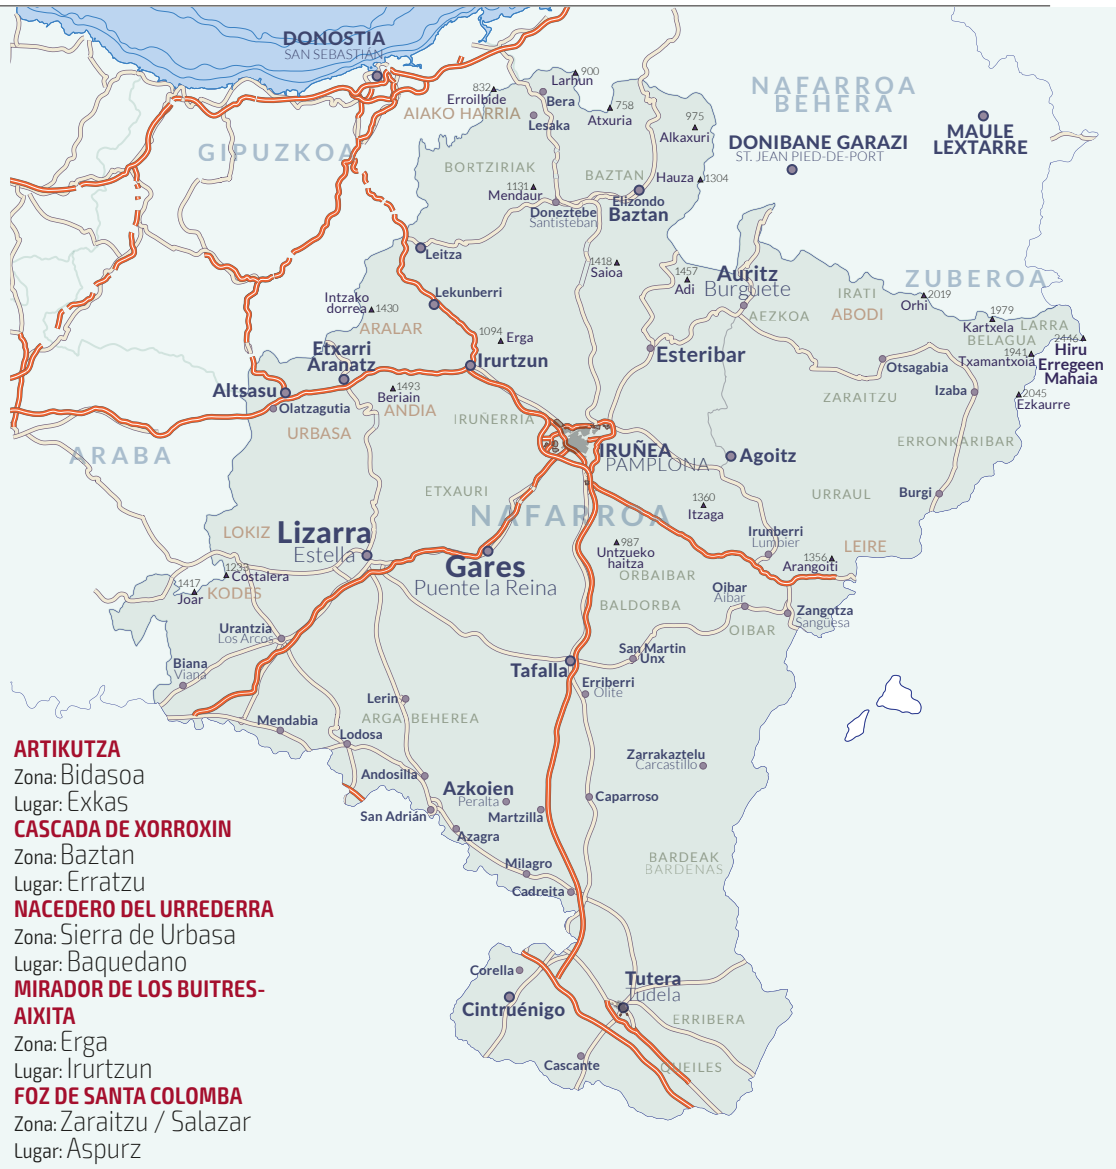 DONOSTIA
SAN SEBASTIÁN
Larhun
900
832
Erroilbide
Bera
AIAKO HARRIA
Lesaka
758
Atxuria
975
Alkaxuri
NAFARROA
BEHERA
MAULE
LEXTARRE
DONIBANE GARAZI
ST. JEAN PIED-DE-PORT
GIPUZKOA
BORTZIRIAK
BAZTAN
Hauza
1304
1131
Mendaur
Elizondo
Baztan
Doneztebe
Santisteban
Leitza
1418
Saioa
1457
Adi
Auritz
Burguete
ZUBEROA
Lekunberri
Intzako
dorrea
1430
IRATI
ABODI
Orhi
2019
AEZKOA
1979
Kartxela
LARRA
BELAGUA
ARALAR
1094
Erga
2446
Hiru
Erregeen
Mahaia
1941
Txamantxoia
Etxarri
Aranatz
Irurtzun
Esteribar
Otsagabia
Altsasu
1493
Beriain
Izaba
2045
Ezkaurre
Olatzagutia
ANDIA
ZARAITZU
URBASA
IRUÑERRIA
ERRONKARIBAR
ARABA
IRUÑEA
PAMPLONA
Agoitz
ETXAURI
URRAUL
Burgi
1360
Itzaga
NAFARROA
LOKIZ
Lizarra
Estella
Irunberri
Lumbier
987
Untzueko
haitza
LEIRE
1356
Arangoiti
Gares
Puente la Reina
ORBAIBAR
Costalera
1417
Joar
KODES
Oibar
Aibar
BALDORBA
Zangotza
Sangüesa
OIBAR
Urantzia
Los Arcos
San Martin
Unx
Biana
Viana
Tafalla
Erriberri
Olite
Lerin
ARGA BEHEREA
Mendabia
Lodosa
Zarrakaztelu
Carcastillo
Andosilla
Azkoien
Peralta
Caparroso
San Adrián
Martzilla
Azagra
BARDEAK
BARDENAS
Milagro
Cadreita
Corella
Tutera
Tudela
Cintruénigo
ERRIBERA
Cascante
QUEILES
ARTIKUTZA
Zona: Bidasoa
Lugar: Exkas
CASCADA DE XORROXIN
Zona: Baztan
Lugar: Erratzu
NACEDERO DEL URREDERRA
Zona: Sierra de Urbasa
Lugar: Baquedano
MIRADOR DE LOS BUITRES-
AIXITA
Zona: Erga
Lugar: Irurtzun
FOZ DE SANTA COLOMBA
Zona: Zaraitzu / Salazar
Lugar: Aspurz